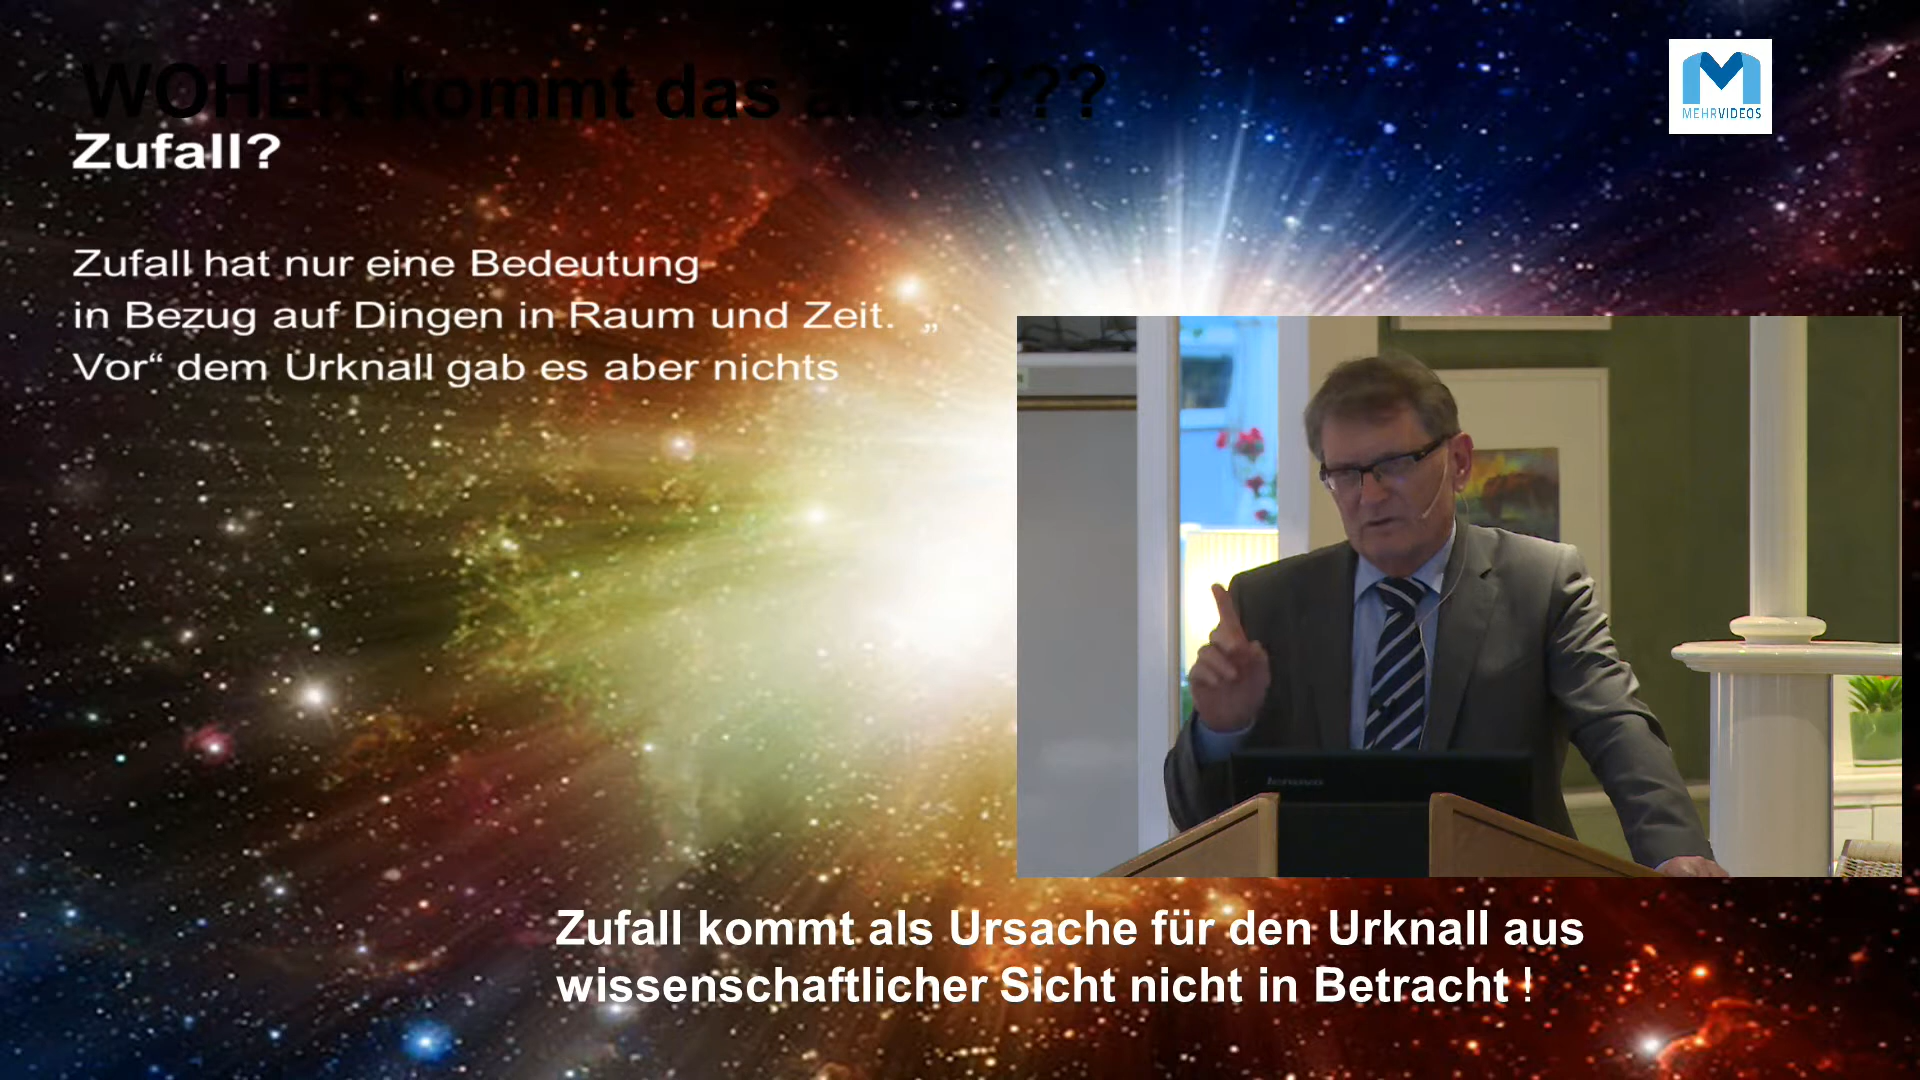 WOHER kommt das alles???
Zufall?
Zufall hat nur eine Bedeutung
in Bezug auf Dingen in Raum und Zeit. „
Vor“ dem Urknall gab es aber nichts
MEHRVIDEOS
lenovo
Zufall kommt als Ursache für den Urknall aus
wissenschaftlicher Sicht nicht in Betracht !